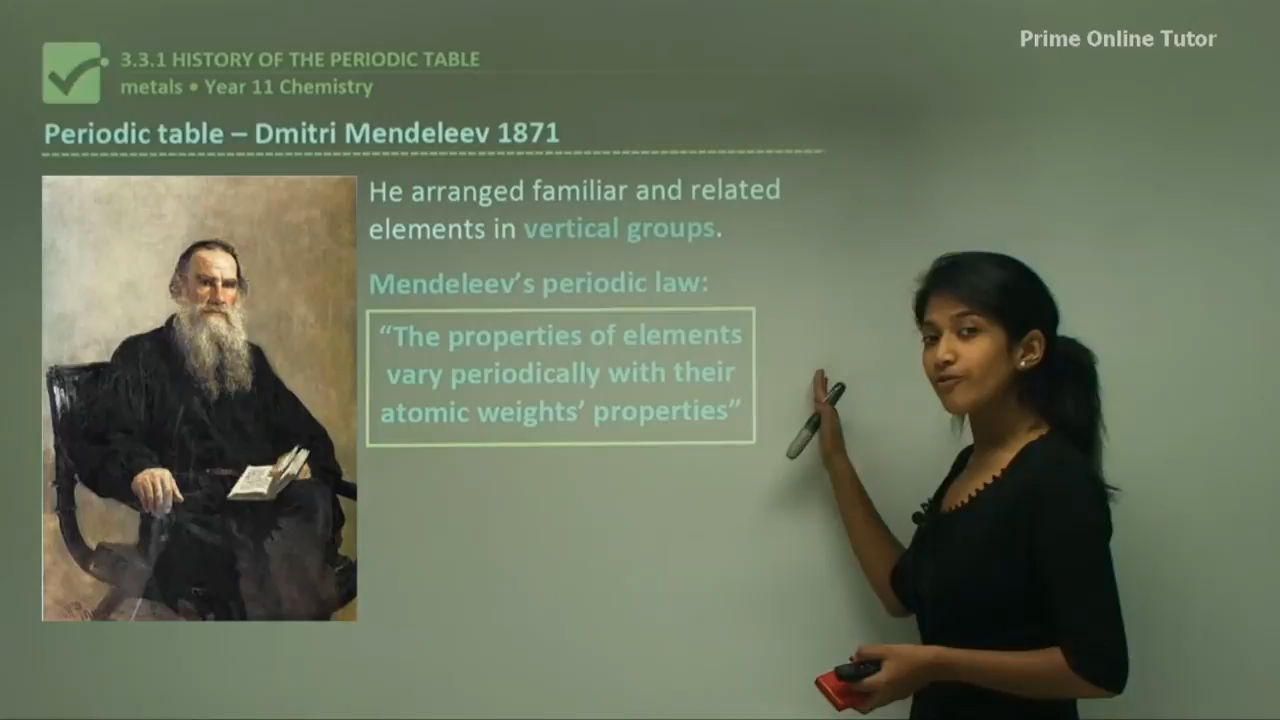 Prime Online Tutor
3.3.1 HISTORY OF THE PERIODIC TABLE
metals • Year 11 Chemistry
Periodic table – Dmitri Mendeleev 1871
He arranged familiar and related
elements in vertical groups.
Mendeleev’s periodic law:
“The properties of elements
vary periodically with their
atomic weights’ properties”